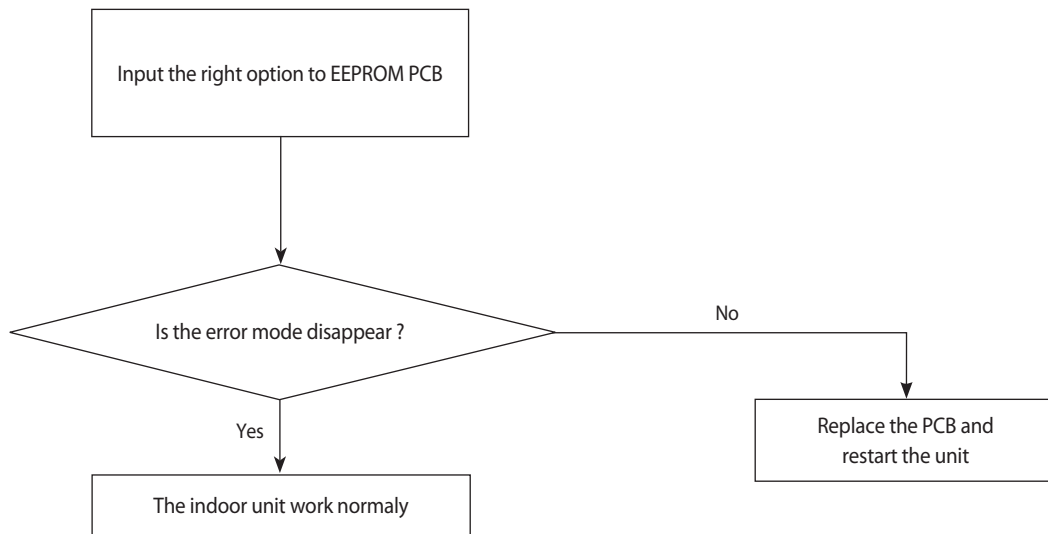 Input the right option to EEPROM PCB
Is the error mode disappear ?
No
Yes
Replace the PCB and
restart the unit
The indoor unit work normaly